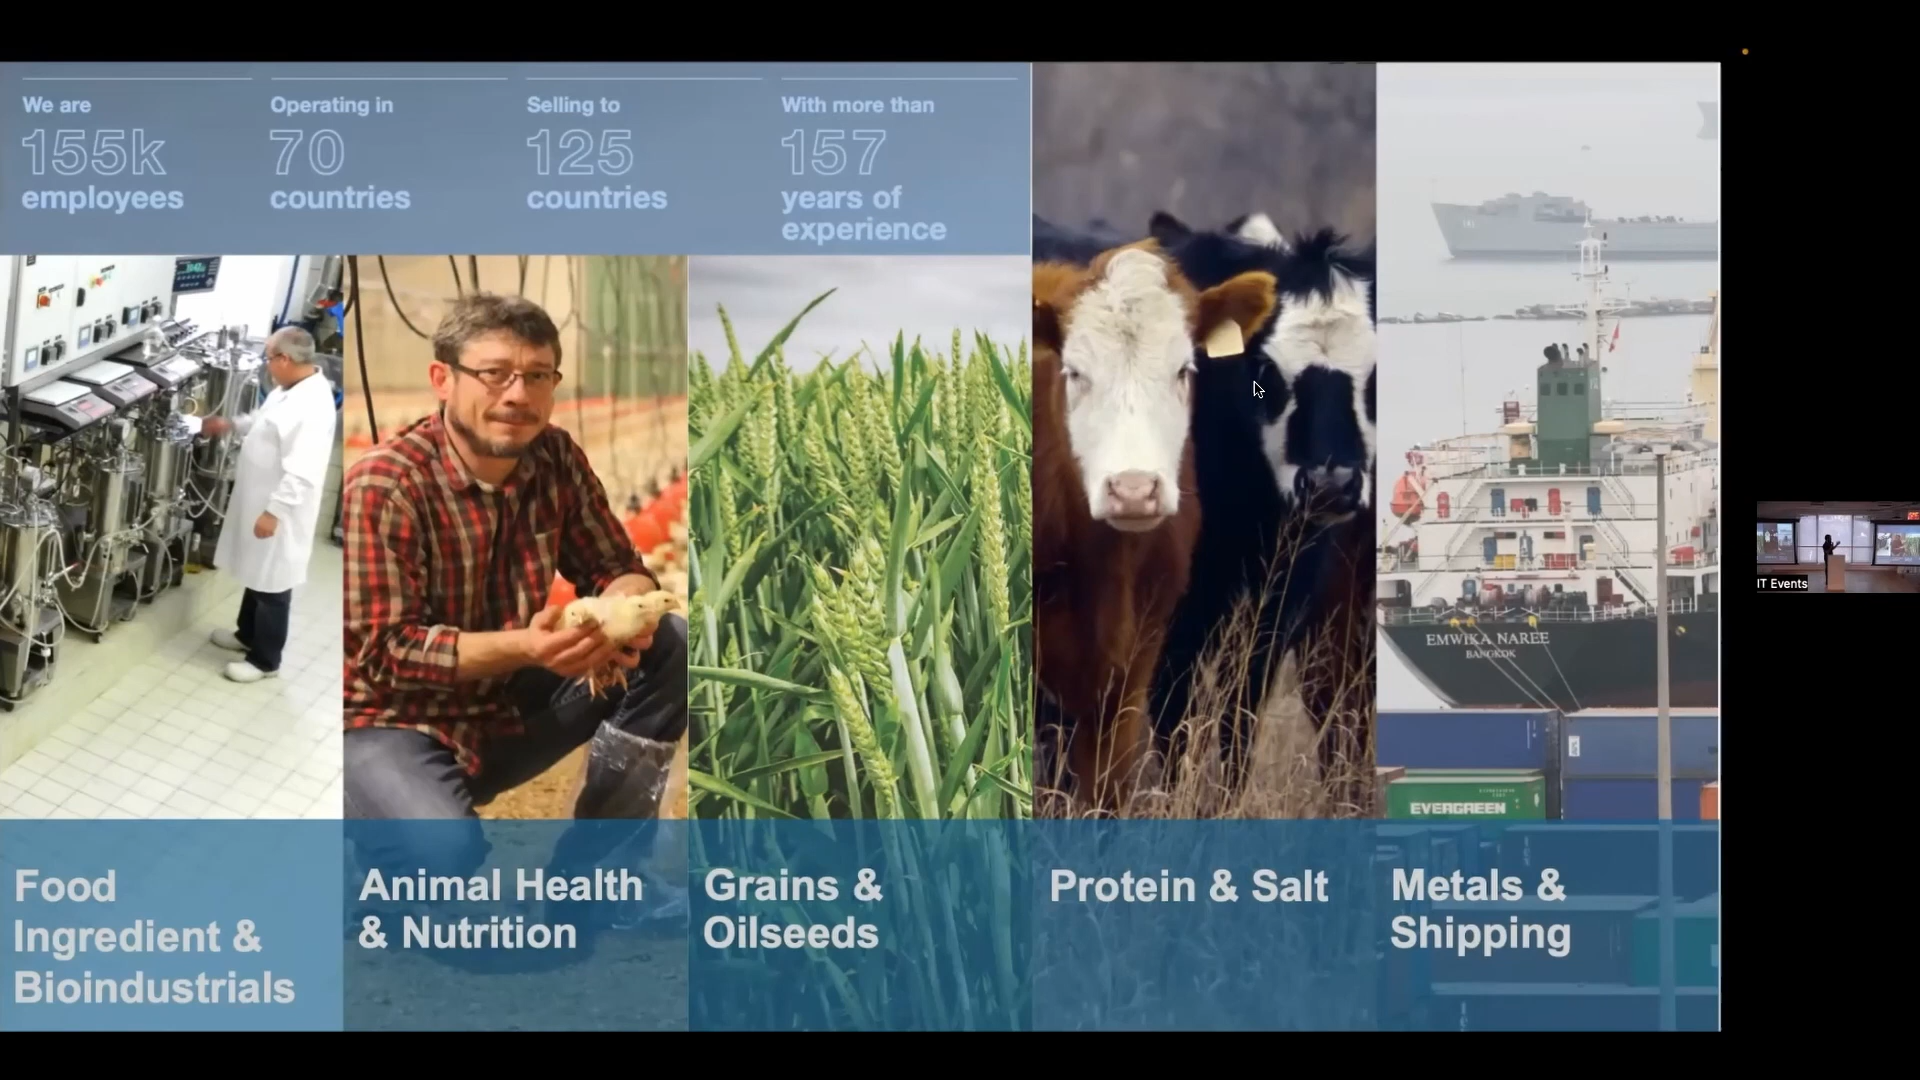 We are
155k
employees
Operating in
70
countries
Selling to
125
countries
With more than
157
years of
experience
EMWIKA NAREE
BANGKOK
EVERGREEN
IT Events
Food
Ingredient &
Bioindustrials
Animal Health
& Nutrition
Grains &
Oilseeds
Protein & Salt
Metals &
Shipping